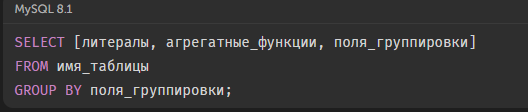 MySQL 8.1
SELECT [литералы, агрегатные_функции, поля_группировки]
FROM имя_таблицы
GROUP BY поля_группировки;